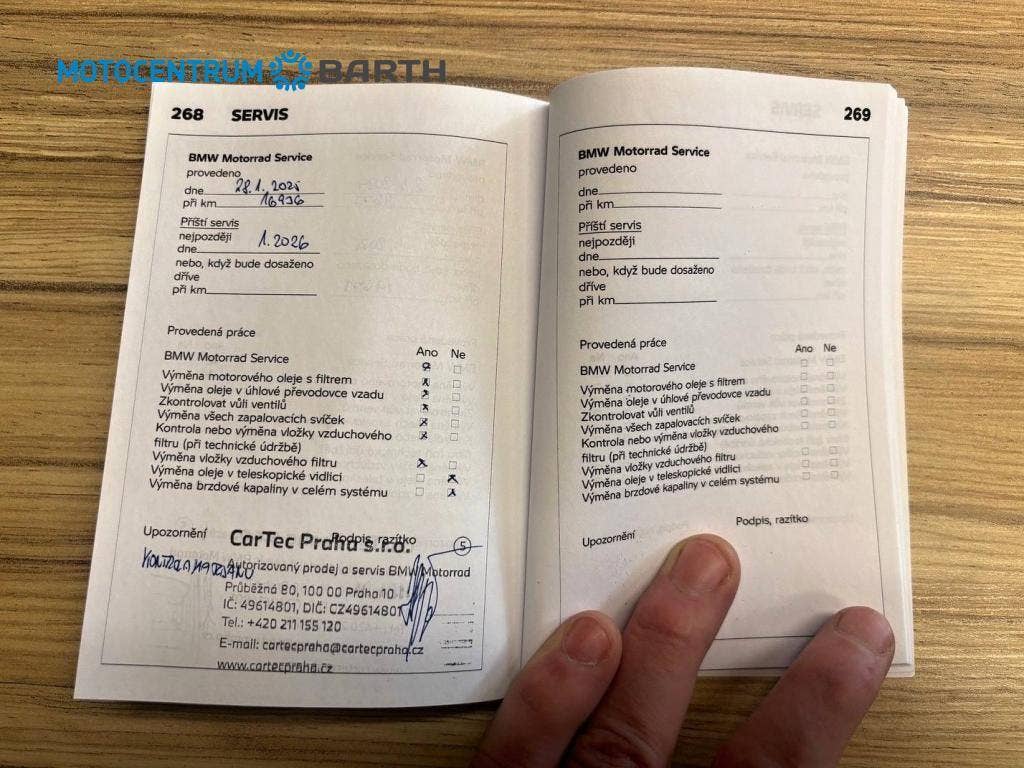 MOTOCENTRUM BARTH
268 SERVIS
BMW Motorrad Service
provedeno
dne 28.1.2025
při km 16936
Příští servis
nejpozději
dne 1.2026
nebo, když bude dosaženo
dříve
při km
Provedená práce
Ano Ne
BMW Motorrad Service
Výměna motorového oleje s filtrem
Výměna oleje v úhlové převodovce vzadu
Zkontrolovat vůli ventilů
Výměna všech zapalovacích svíček
Kontrola nebo výměna vložky vzduchového
filtru (při technické údržbě)
Výměna vložky vzduchového filtru
Výměna oleje v teleskopické vidlici
Výměna brzdové kapaliny v celém systému
Upozornění
Podpis, razítko
CarTec Praha s.r.o.
5
Autorizovaný prodej a servis BMW Motorrad
Průběžná 80, 100 00 Praha 10
IČ: 49614801, DIČ: CZ49614801
Tel.: +420 211 155 120
E-mail: cartecpraha@cartecpraha.cz
www.cartecpraha.cz
269
BMW Motorrad Service
provedeno
dne
při km
Příští servis
nejpozději
dne
nebo, když bude dosaženo
dříve
při km
Provedená práce
Ano Ne
BMW Motorrad Service
Výměna motorového oleje s filtrem
Výměna oleje v úhlové převodovce vzadu
Zkontrolovat vůli ventilů
Výměna všech zapalovacích svíček
Kontrola nebo výměna vložky vzduchového
filtru (při technické údržbě)
Výměna vložky vzduchového filtru
Výměna oleje v teleskopické vidlici
Výměna brzdové kapaliny v celém systému
Upozornění
Podpis, razítko